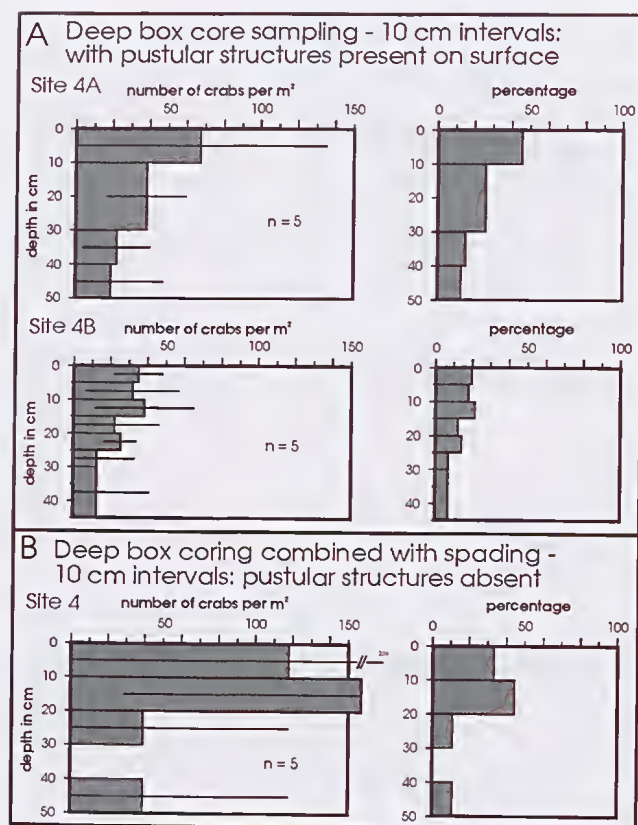 A Deep box core sampling - 10 cm intervals:
with pustular structures present on surface
Site 4A number of crabs per m² percentage
50 100 150 0 50 100
0 10 20 30 40 50
depth in cm
n = 5
0 10 20 30 40 50
Site 4B number of crabs per m² percentage
50 100 150 0 50 100
0 10 20 30 40
depth in cm
n = 5
0 10 20 30 40
B Deep box coring combined with spading -
10 cm intervals: pustular structures absent
Site 4 number of crabs per m² percentage
50 100 150 0 50 100
0 10 20 30 40 50
depth in cm
n = 5
0 10 20 30 40 50